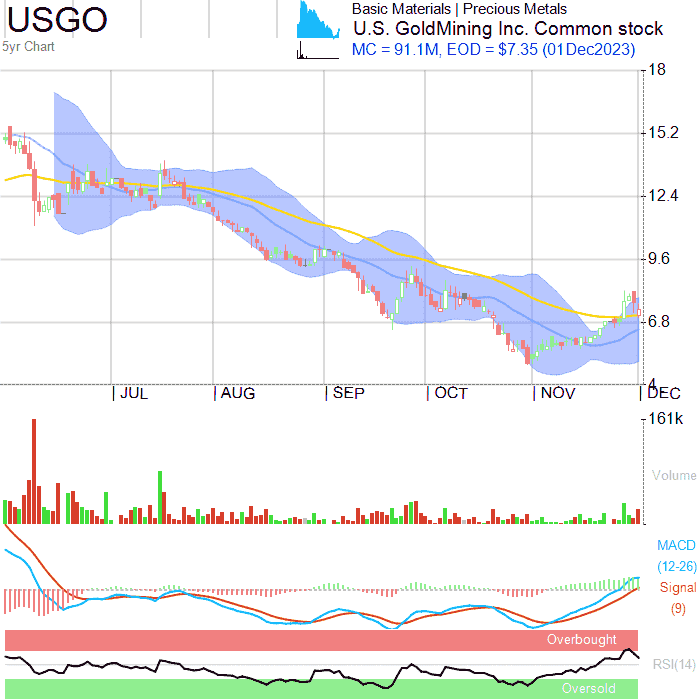 USGO
5yr Chart
Basic Materials | Precious Metals
U.S. GoldMining Inc. Common stock
MC = 91.1M, EOD = $7.35 (01Dec2023)
18
15.2
12.4
9.6
6.8
4
JUL AUG SEP OCT NOV DEC
161k
Volume
MACD
(12-26)
Signal
(9)
Overbought
RSI(14)
Oversold